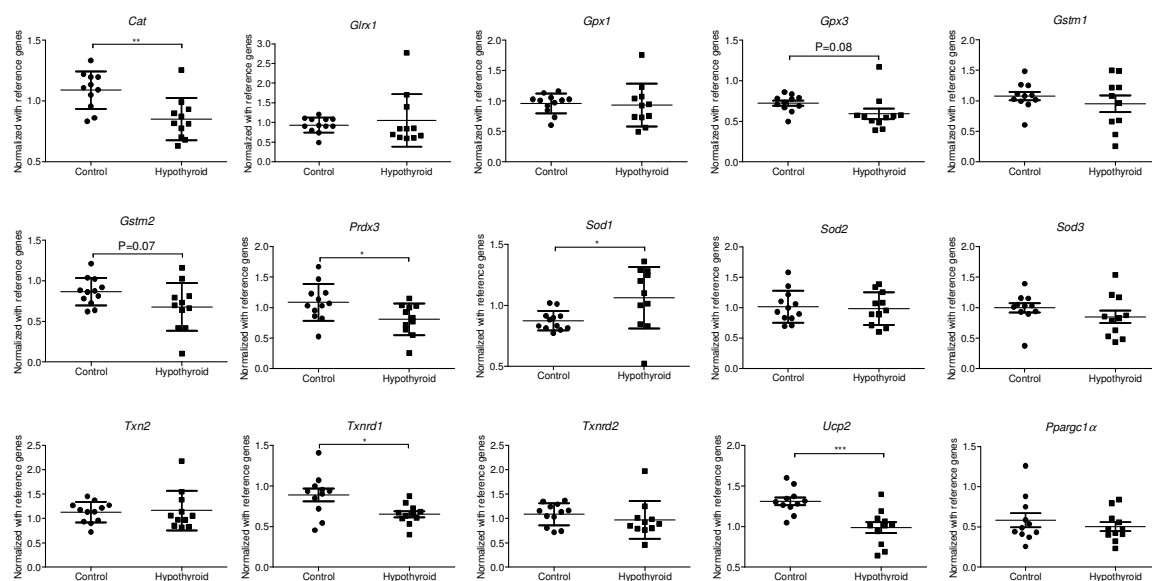 Cat
Glrx1
Gpx1
Gpx3
Gstm1
Normalized with reference genes
1.5
1.0
0.5
**
Control
Hypothyroid
Normalized with reference genes
3.0
2.5
2.0
1.5
1.0
0.5
0.0
Control
Hypothyroid
Normalized with reference genes
2.0
1.5
1.0
0.5
0.0
Control
Hypothyroid
Normalized with reference genes
1.5
1.0
0.5
0.0
P=0.08
Control
Hypothyroid
Normalized with reference genes
2.0
1.5
1.0
0.5
0.0
Control
Hypothyroid
Gstm2
Prdx3
Sod1
Sod2
Sod3
Normalized with reference genes
1.5
1.0
0.5
0.0
P=0.07
Control
Hypothyroid
Normalized with reference genes
2.0
1.5
1.0
0.5
0.0
*
Control
Hypothyroid
Normalized with reference genes
1.5
1.0
0.5
*
Control
Hypothyroid
Normalized with reference genes
2.0
1.5
1.0
0.5
0.0
Control
Hypothyroid
Normalized with reference genes
2.0
1.5
1.0
0.5
0.0
Control
Hypothyroid
Txn2
Txnrd1
Txnrd2
Ucp2
Ppargc1α
Normalized with reference genes
2.5
2.0
1.5
1.0
0.5
0.0
Control
Hypothyroid
Normalized with reference genes
1.5
1.0
0.5
0.0
*
Control
Hypothyroid
Normalized with reference genes
2.5
2.0
1.5
1.0
0.5
0.0
Control
Hypothyroid
Normalized with reference genes
2.0
1.5
1.0
0.5
***
Control
Hypothyroid
Normalized with reference genes
1.5
1.0
0.5
0.0
Control
Hypothyroid